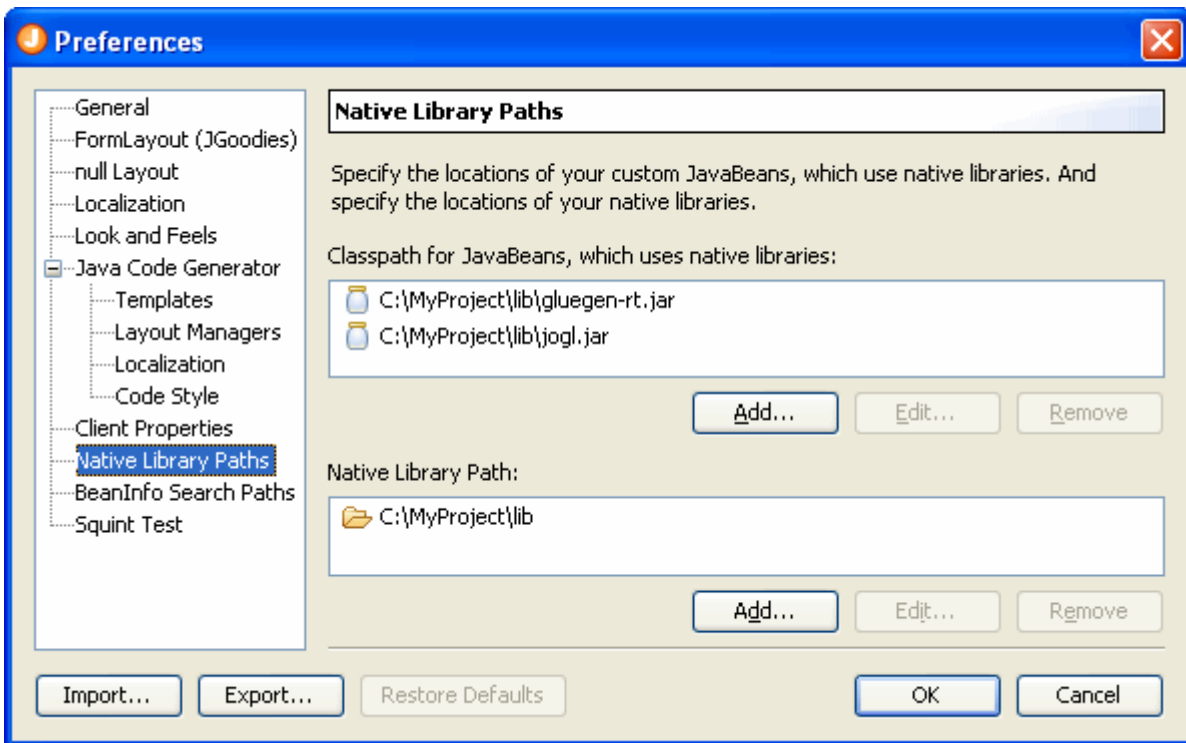 Preferences
General
FormLayout (JGoodies)
null Layout
Localization
Look and Feels
Java Code Generator
Templates
Layout Managers
Localization
Code Style
Client Properties
Native Library Paths
BeanInfo Search Paths
Squint Test
Native Library Paths
Specify the locations of your custom JavaBeans, which use native libraries. And
specify the locations of your native libraries.
Classpath for JavaBeans, which uses native libraries:
C:\MyProject\lib\gluegen-rt.jar
C:\MyProject\lib\jogl.jar
Add... Edit... Remove
Native Library Path:
C:\MyProject\lib
Add... Edit... Remove
Import... Export... Restore Defaults OK Cancel